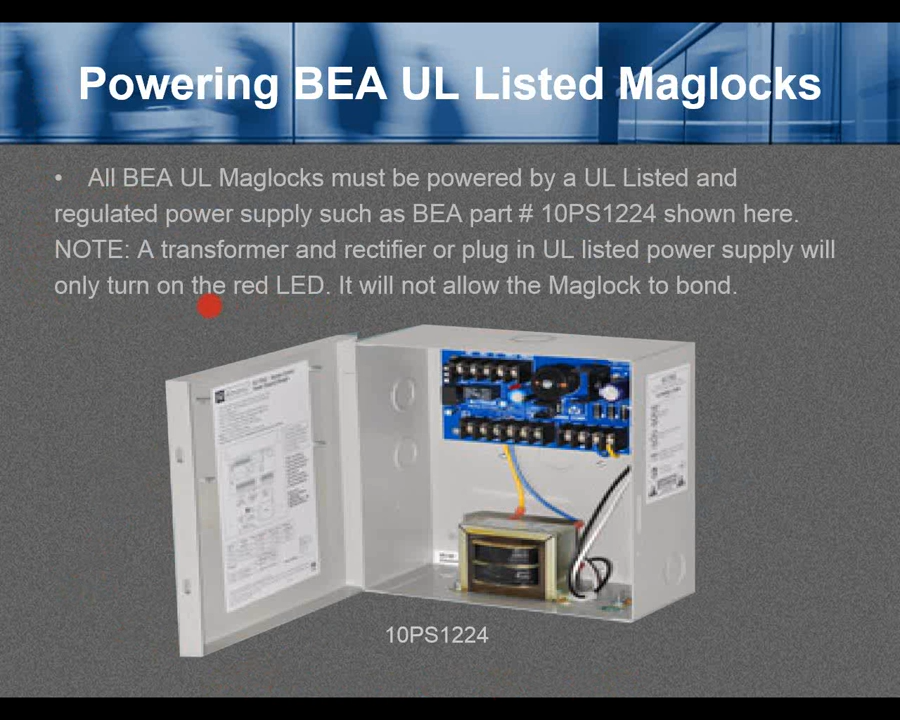 Powering BEA UL Listed Maglocks
• All BEA UL Maglocks must be powered by a UL Listed and
regulated power supply such as BEA part # 10PS1224 shown here.
NOTE: A transformer and rectifier or plug in UL listed power supply will
only turn on the red LED. It will not allow the Maglock to bond.
10PS1224